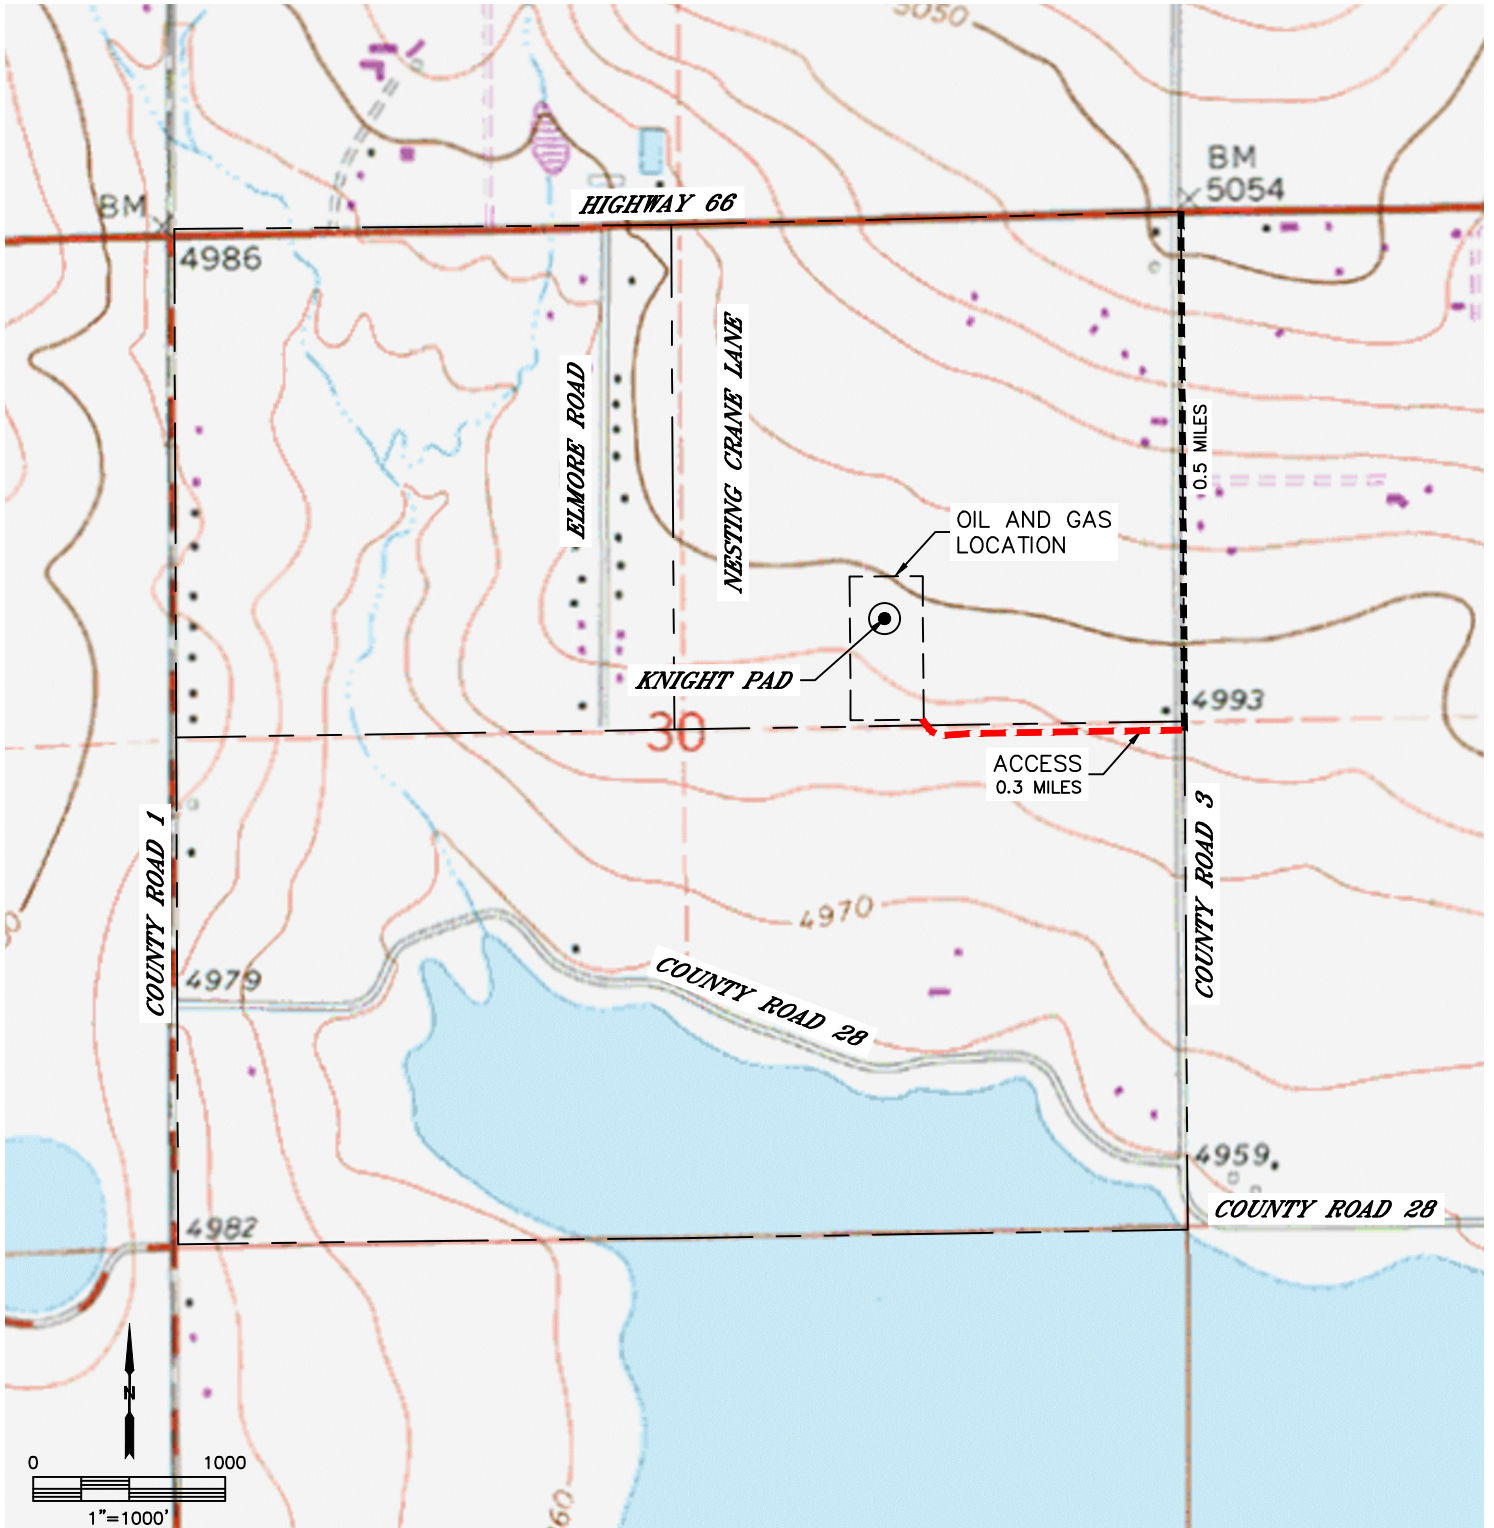 5050
BM
5054
HIGHWAY 66
BM
4986
ELMORE ROAD
NESTING CRANE LANE
0.5 MILES
OIL AND GAS
LOCATION
KNIGHT PAD
4993
30
ACCESS
0.3 MILES
COUNTY ROAD 1
COUNTY ROAD 3
4970
4979
COUNTY ROAD 28
4959
COUNTY ROAD 28
4982
N
0 1000
1"=1000'
60